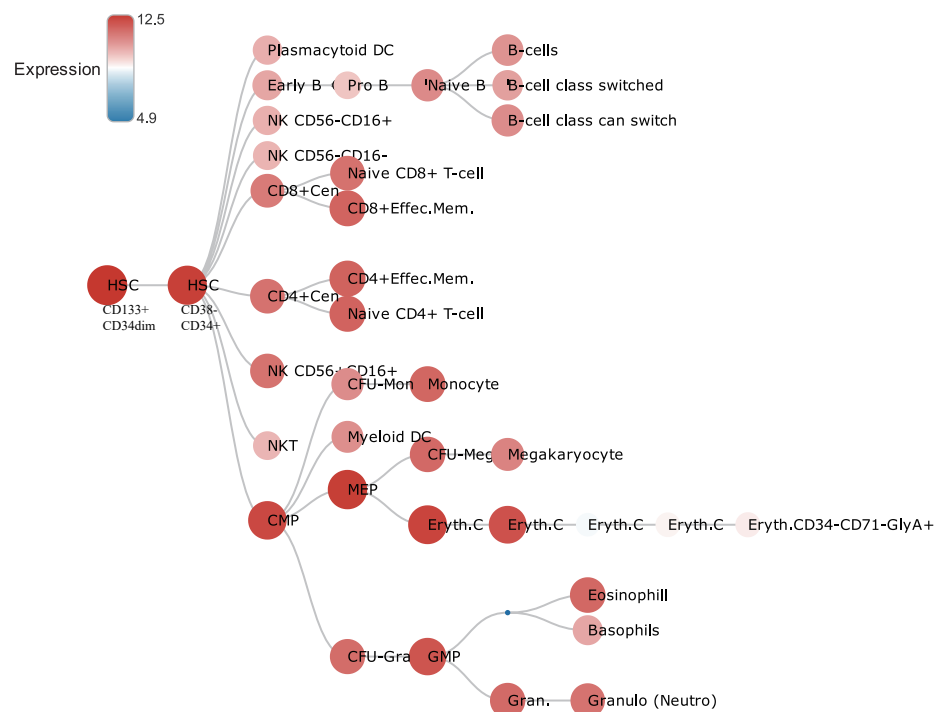 12.5
Expression
4.9
Plasmacytoid DC
B-cells
Early B
Pro B
Naive B
B-cell class switched
NK CD56-CD16+
B-cell class can switch
NK CD56-CD16-
Naive CD8+ T-cell
CD8+Cen
CD8+Effec.Mem.
CD4+Effec.Mem.
HSC
HSC
CD4+Cen
CD133+
CD34dim
CD38-
CD34+
Naive CD4+ T-cell
NK CD56+CD16+
CFU-Mon
Monocyte
Myeloid DC
NKT
CFU-Meg
Megakaryocyte
MEP
CMP
Eryth.C
Eryth.C
Eryth.C
Eryth.C
Eryth.CD34-CD71-GlyA+
Eosinophill
Basophils
CFU-Gra
GMP
Gran.
Granulo (Neutro)